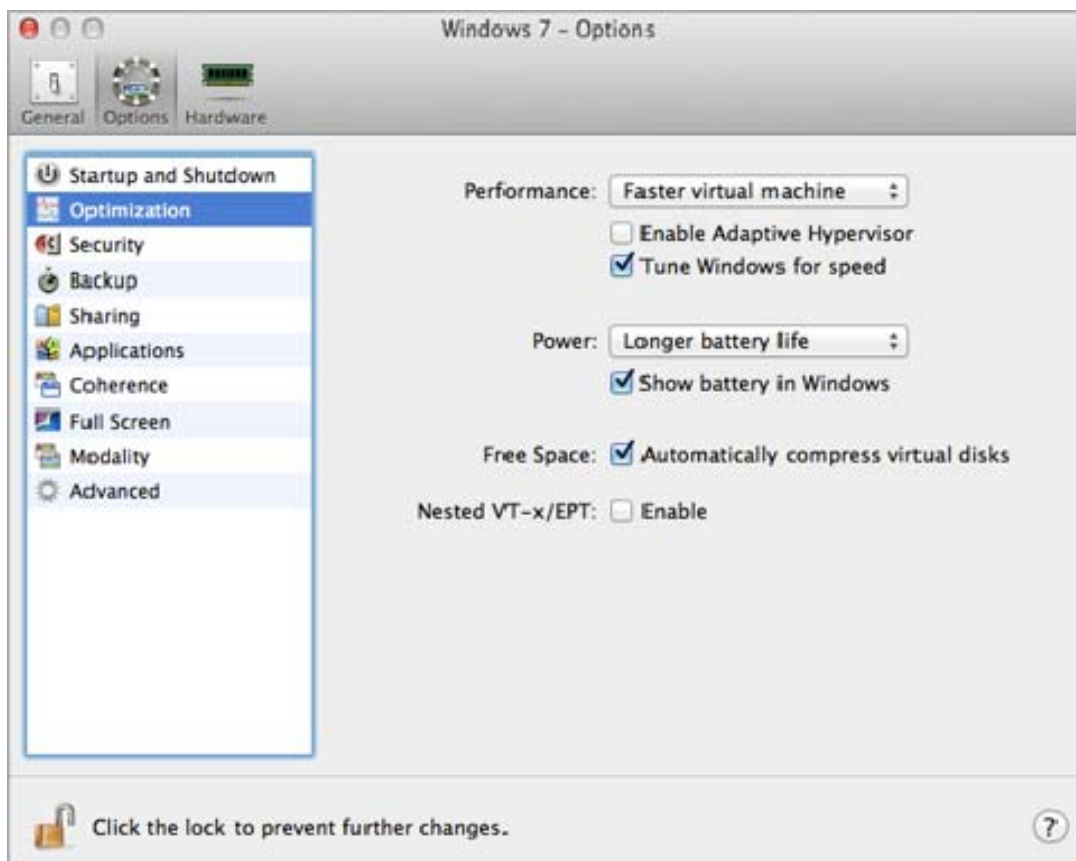 Windows 7 - Options
General Options Hardware
Startup and Shutdown
Optimization
Security
Backup
Sharing
Applications
Coherence
Full Screen
Modality
Advanced
Performance: Faster virtual machine
Enable Adaptive Hypervisor
Tune Windows for speed
Power: Longer battery life
Show battery in Windows
Free Space: Automatically compress virtual disks
Nested VT-x/EPT: Enable
Click the lock to prevent further changes.
?